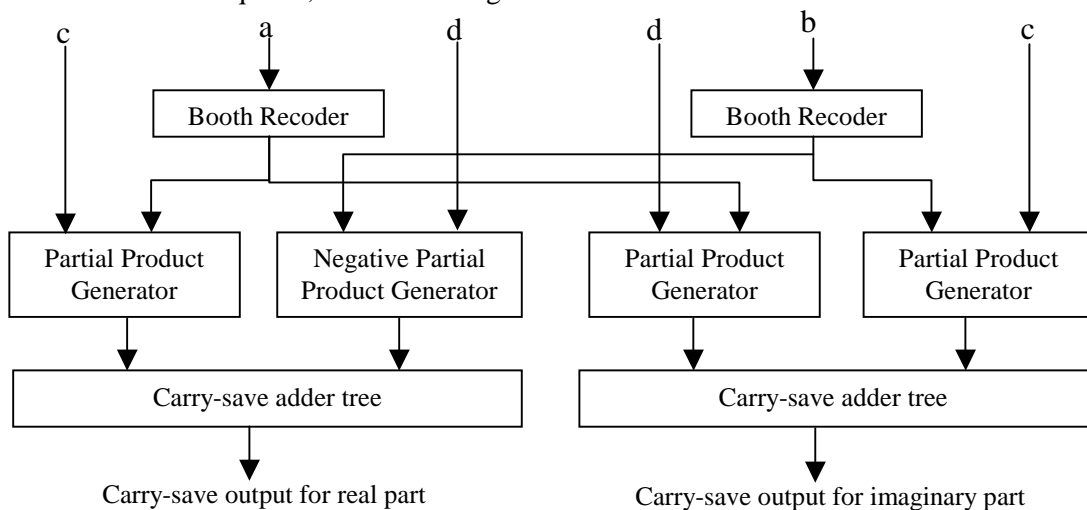 c a d d b c
Booth Recoder Booth Recoder
Partial Product Generator
Negative Partial Product Generator
Partial Product Generator
Partial Product Generator
Carry-save adder tree Carry-save adder tree
Carry-save output for real part Carry-save output for imaginary part